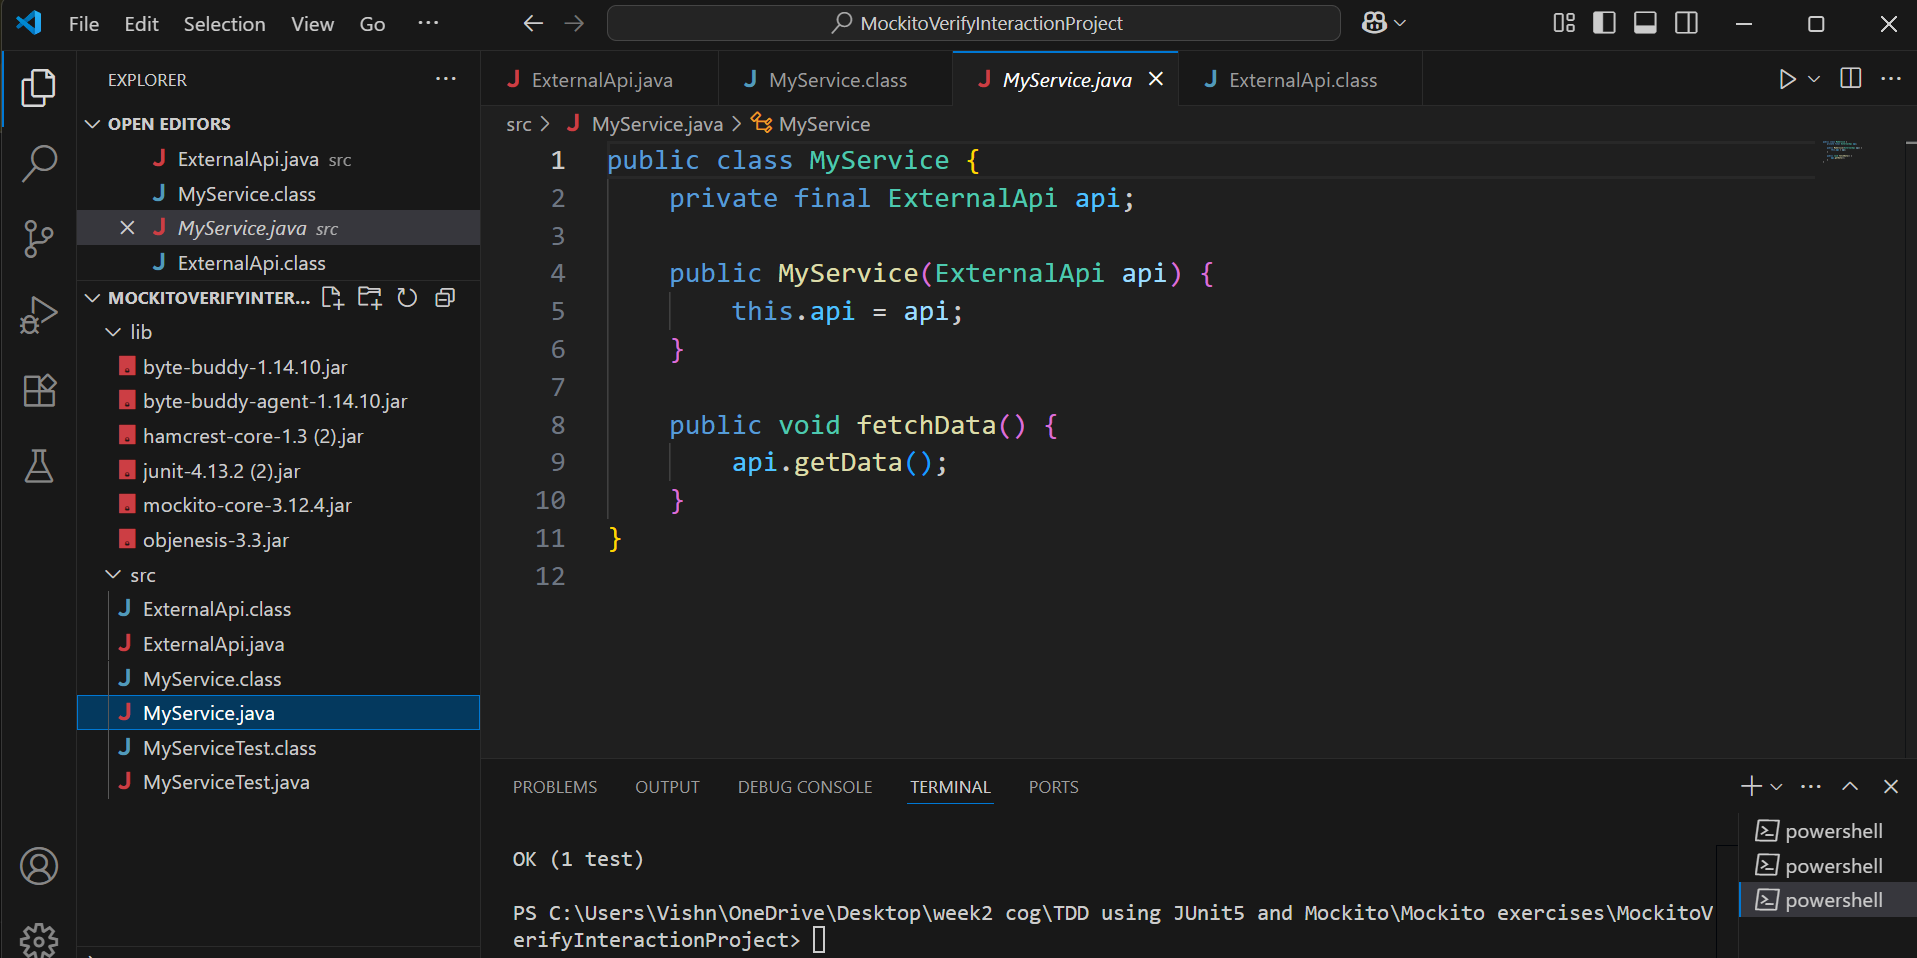 File Edit Selection View Go ···
MockitoVerifyInteractionProject
EXPLORER ···
OPEN EDITORS
ExternalApi.java src
MyService.class
MyService.java src
ExternalApi.class
MOCKITOVERIFYINTER...
lib
byte-buddy-1.14.10.jar
byte-buddy-agent-1.14.10.jar
hamcrest-core-1.3 (2).jar
junit-4.13.2 (2).jar
mockito-core-3.12.4.jar
objenesis-3.3.jar
src
ExternalApi.class
ExternalApi.java
MyService.class
MyService.java
MyServiceTest.class
MyServiceTest.java
ExternalApi.java MyService.class MyService.java ExternalApi.class
src > MyService.java > MyService
1 public class MyService {
2     private final ExternalApi api;
3
4     public MyService(ExternalApi api) {
5         this.api = api;
6     }
7
8     public void fetchData() {
9         api.getData();
10     }
11 }
12
PROBLEMS OUTPUT DEBUG CONSOLE TERMINAL PORTS
OK (1 test)
PS C:\Users\Vishn\OneDrive\Desktop\week2 cog\TDD using JUnit5 and Mockito\Mockito exercises\MockitoV
erifyInteractionProject>
powershell
powershell
powershell